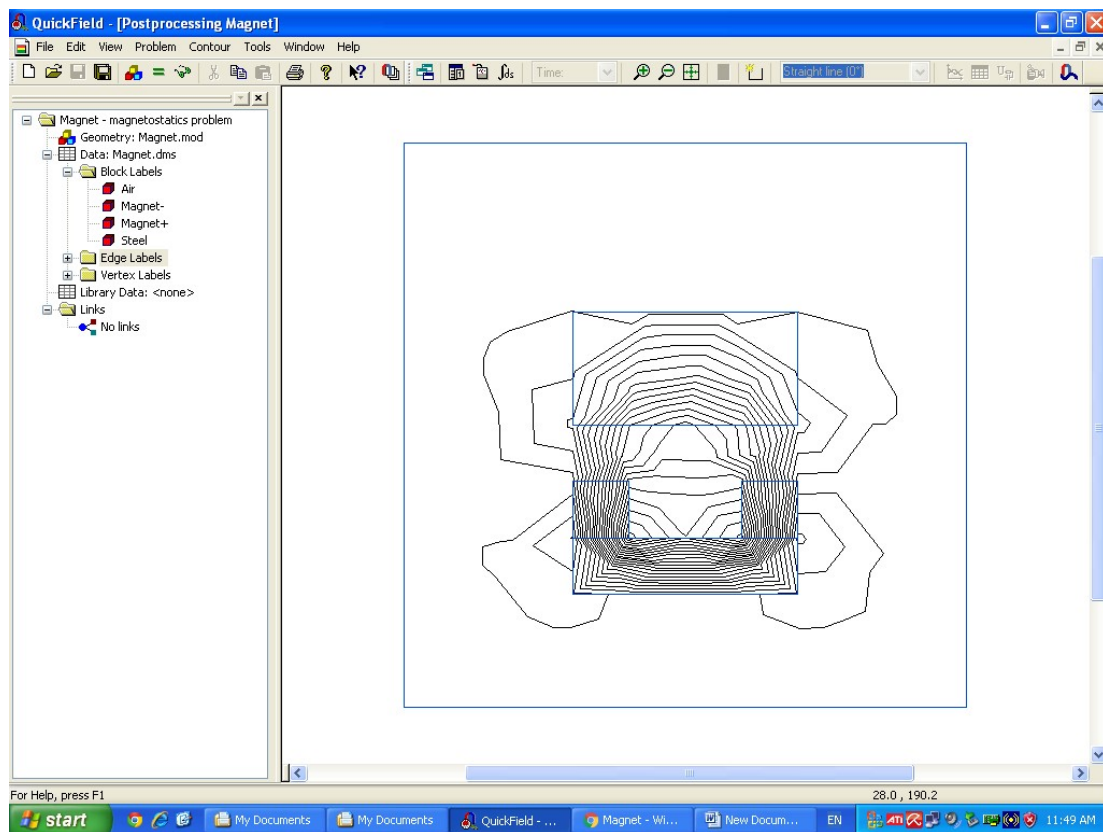 QuickField - [Postprocessing Magnet]
File Edit View Problem Contour Tools Window Help
Time: Straight line (0°)
Magnet - magnetostatics problem
Geometry: Magnet.mod
Data: Magnet.dms
Block Labels
Air
Magnet-
Magnet+
Steel
Edge Labels
Vertex Labels
Library Data: <none>
Links
No links
For Help, press F1 28.0 , 190.2
start My Documents My Documents QuickField - ... Magnet - Wi... New Docum... EN ATI 11:49 AM